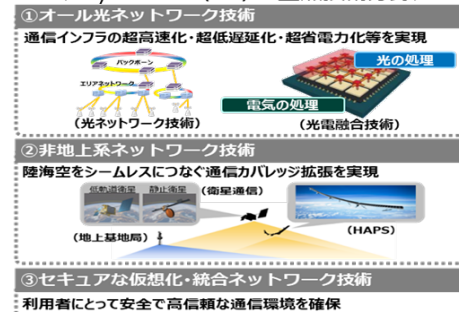 ①オール光ネットワーク技術
通信インフラの超高速化・超低遅延化・超省電力化等を実現
バックボーン
エリアネットワーク
光の処理
電気の処理
(光ネットワーク技術)
(光電融合技術)
②非地上系ネットワーク技術
陸海空をシームレスにつなぐ通信カバレッジ拡張を実現
低軌道衛星
静止衛星
(衛星通信)
(地上基地局)
(HAPS)
③セキュアな仮想化・統合ネットワーク技術
利用者にとって安全で高信頼な通信環境を確保